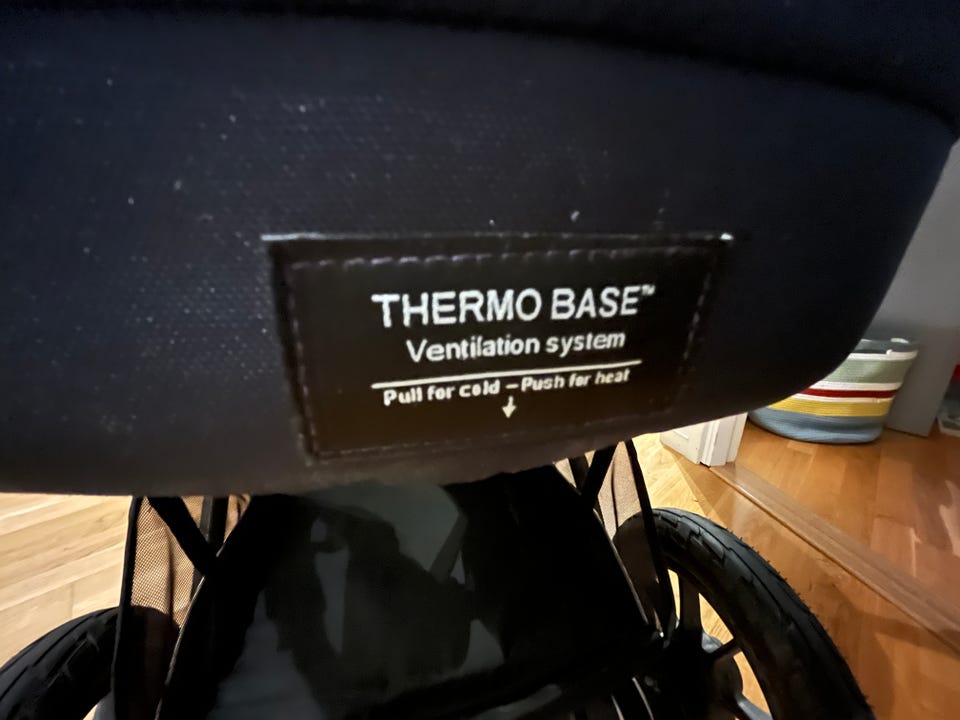 THERMO BASE™
Ventilation system
Pull for cold – Push for heat